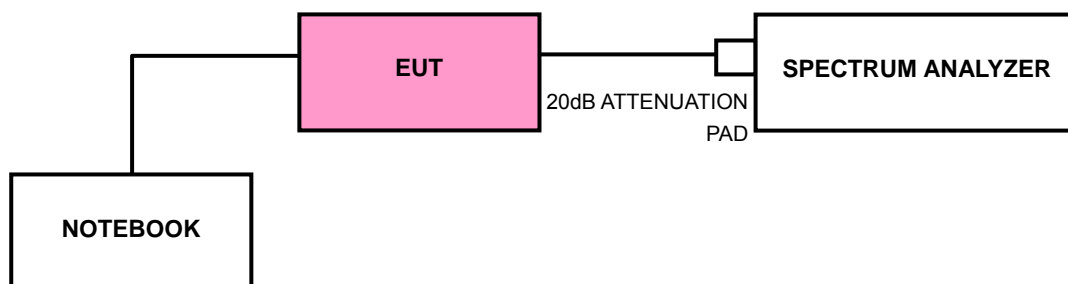 EUT
SPECTRUM ANALYZER
20dB ATTENUATION
PAD
NOTEBOOK